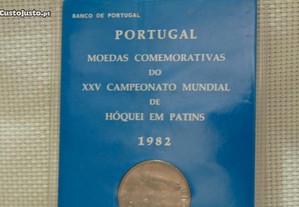 CustoJusto.pt
BANCO DE PORTUGAL
PORTUGAL
MOEDAS COMEMORATIVAS
DO
XXV CAMPEONATO MUNDIAL
DE
HÓQUEI EM PATINS
1982